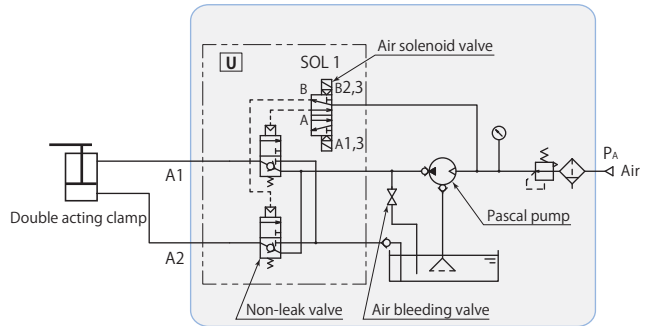 Air solenoid valve
U
SOL 1
B
B2,3
A
A1,3
PA
Air
A1
Pascal pump
Double acting clamp
A2
Non-leak valve
Air bleeding valve